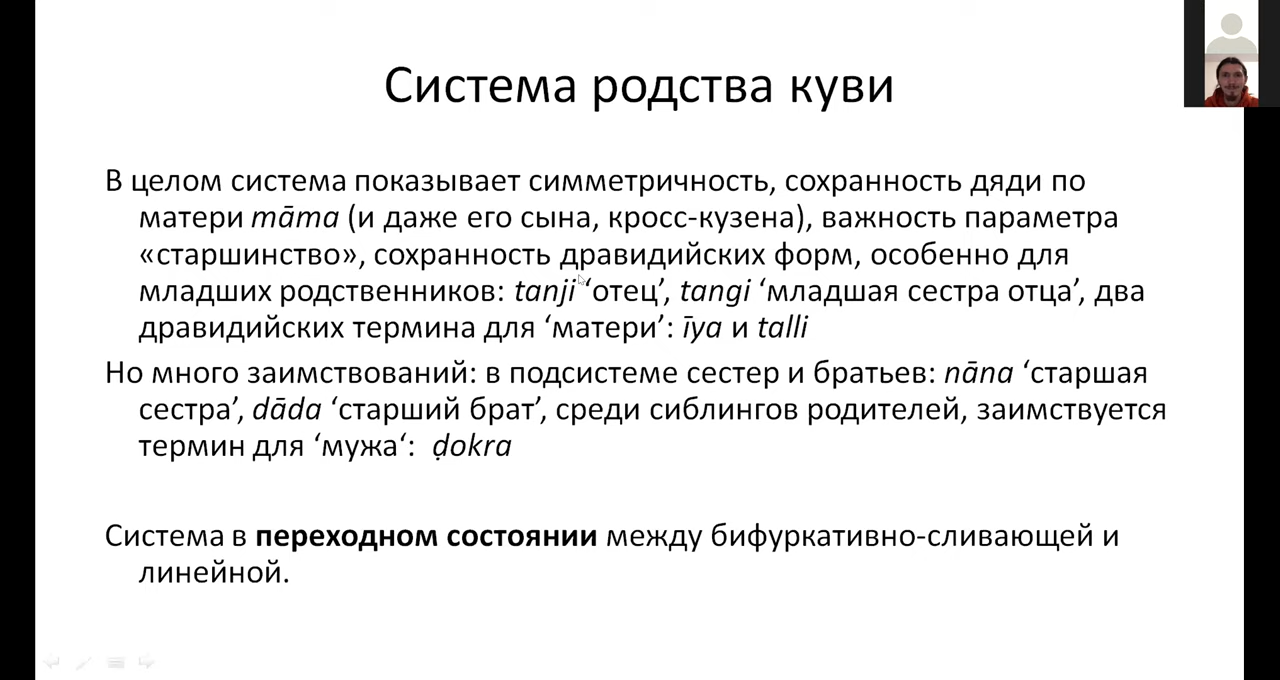 Система родства куви
В целом система показывает симметричность, сохранность дяди по
матери māma (и даже его сына, кросс-кузена), важность параметра
«старшинство», сохранность дравидийских форм, особенно для
младших родственников: tanji ‘отец’, tangi ‘младшая сестра отца’, два
дравидийских термина для ‘матери’: īya и talli
Но много заимствований: в подсистеме сестер и братьев: nāna ‘старшая
сестра’, dāda ‘старший брат’, среди сиблингов родителей, заимствуется
термин для ‘мужа‘: ḍokra
Система в переходном состоянии между бифуркативно-сливающей и
линейной.